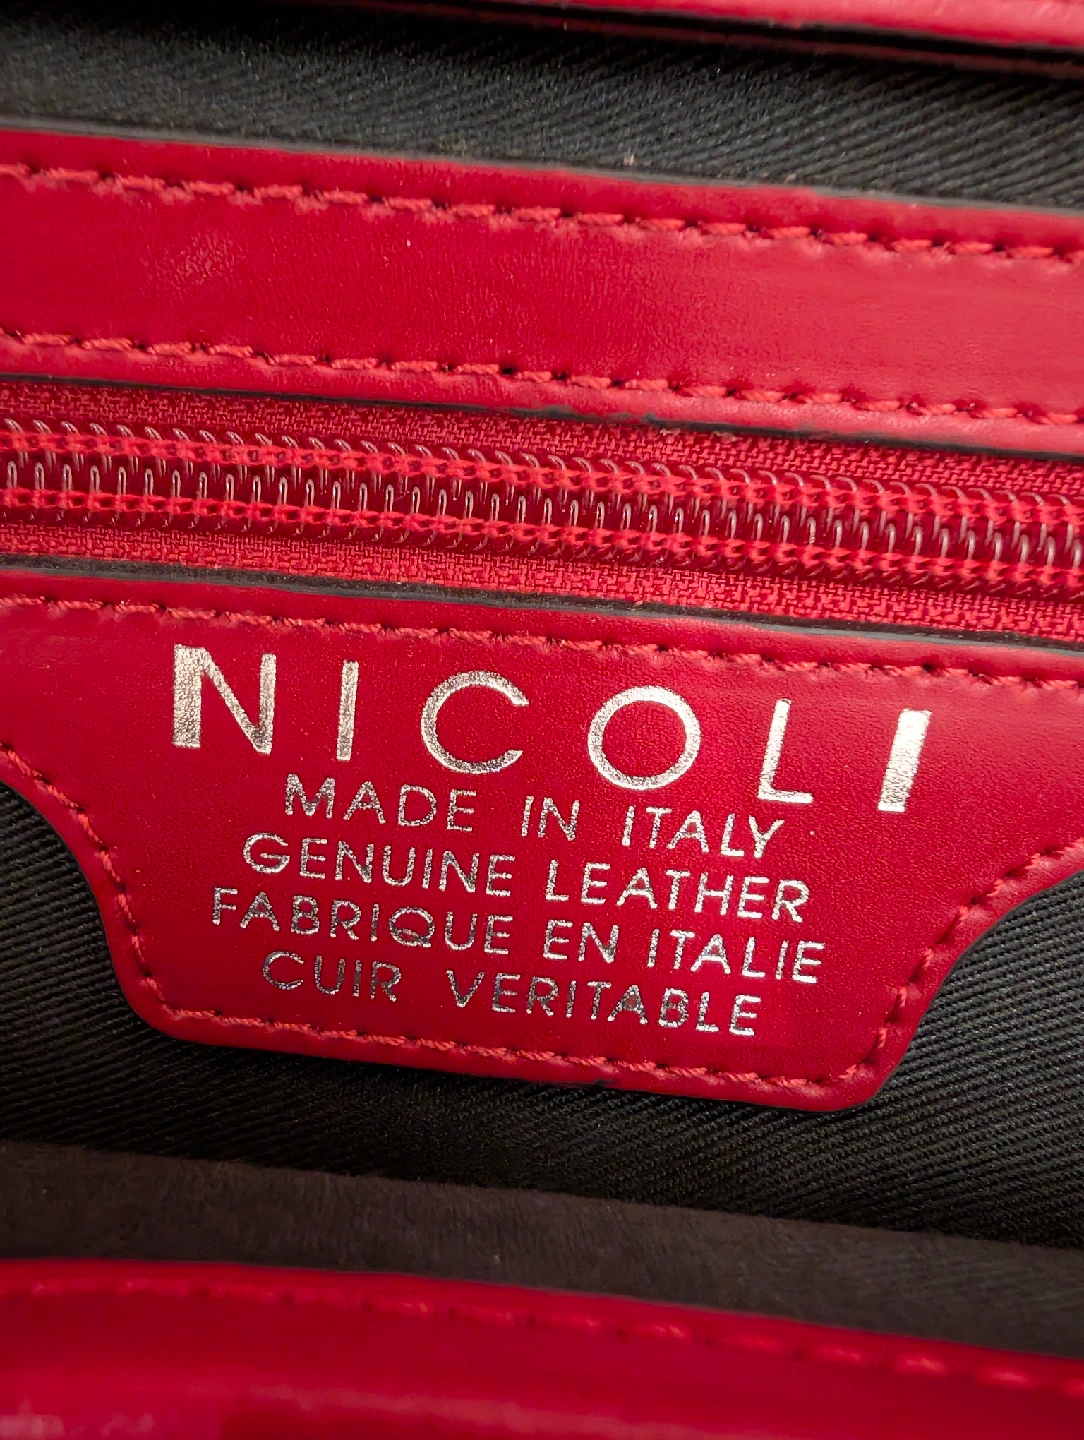 NICOLI
MADE IN ITALY
GENUINE LEATHER
FABRIQUE EN ITALIE
CUIR VERITABLE